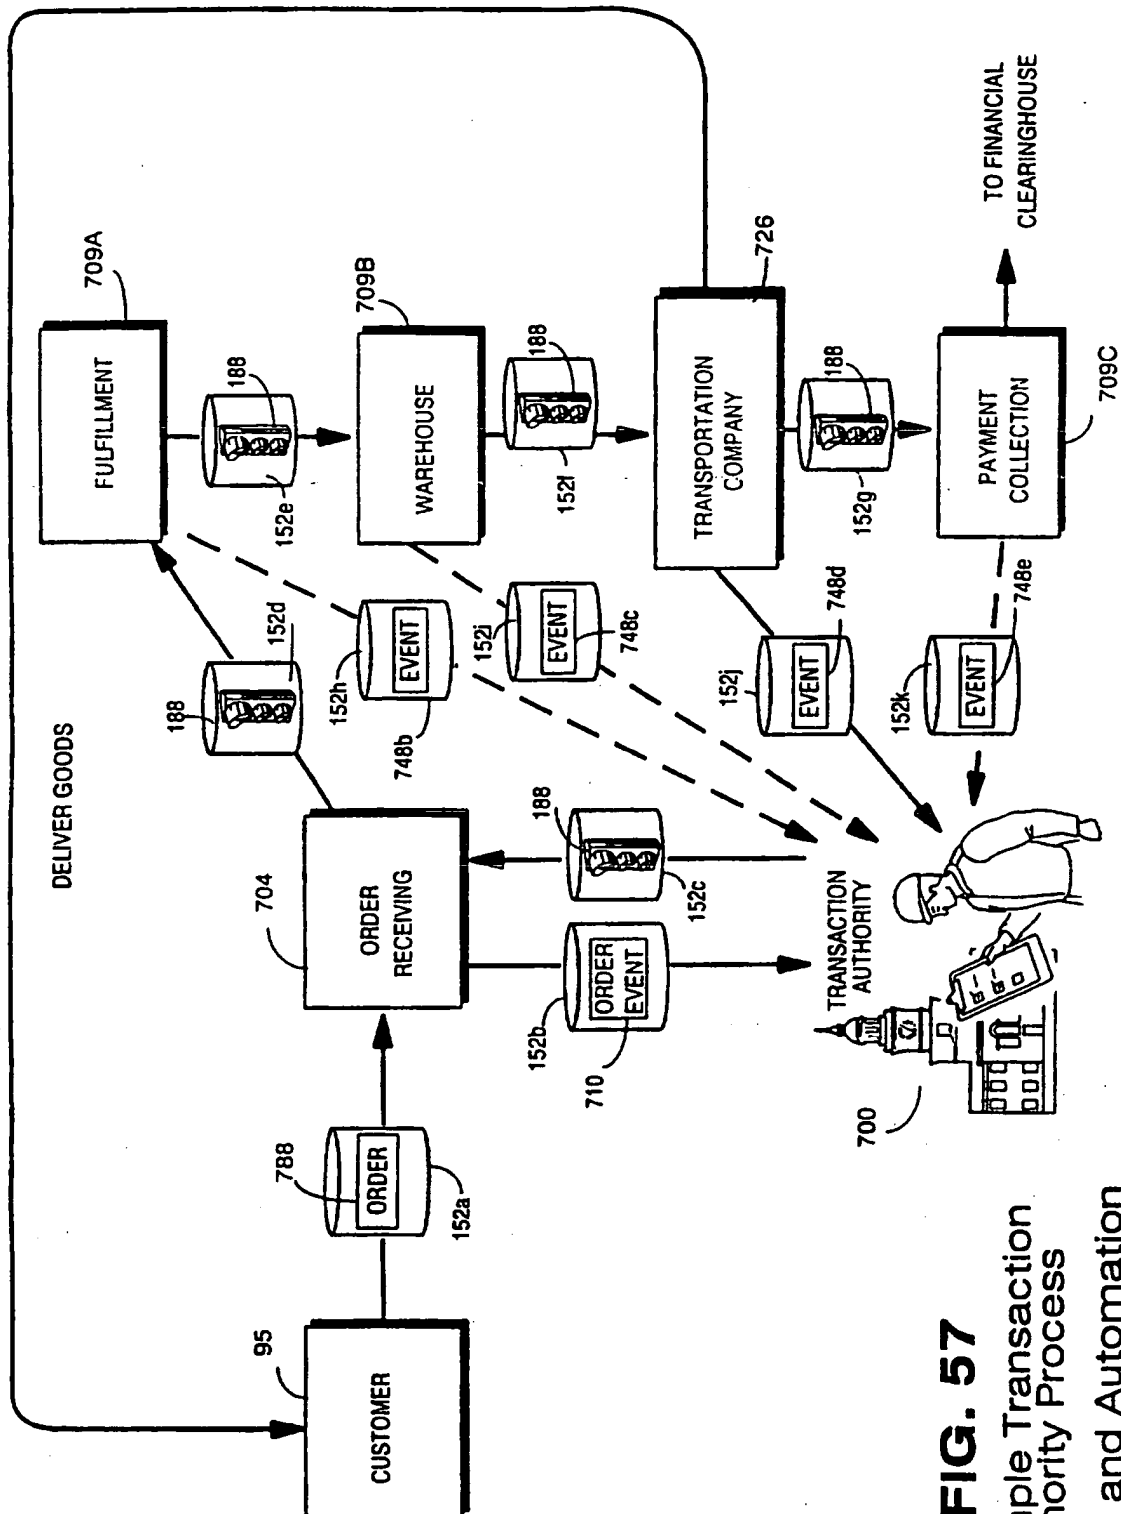 DELIVER GOODS
95
CUSTOMER
788
ORDER
152a
704
ORDER
RECEIVING
188
152d
709A
FULFILLMENT
188
152e
709B
WAREHOUSE
188
152f
726
TRANSPORTATION
COMPANY
188
152g
PAYMENT
COLLECTION
709C
TO FINANCIAL
CLEARINGHOUSE
152h
EVENT
748b
152i
EVENT
748c
152j
EVENT
748d
152k
EVENT
748e
152b
ORDER
EVENT
710
188
152c
TRANSACTION
AUTHORITY
700
FIG. 57
Transaction
Process
and Automation